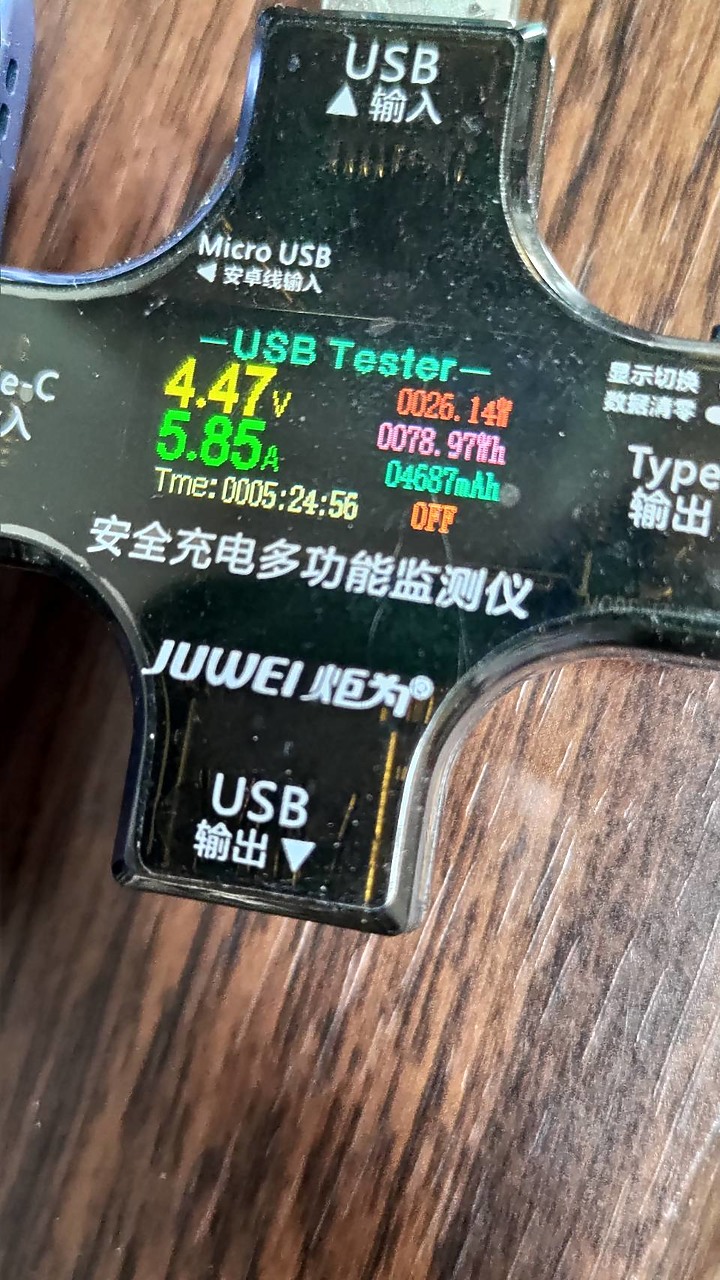 USB
▲ 输入
Micro USB
◀ 安卓线输入
e-C
入
—USB Tester—
4.47V
5.85A
0026.14W
0078.97Wh
04687mAh
OFF
Tme:0005:24:56
显示切换
数据清零
Type
输出
安全充电多功能监测仪
JUWEI 炬为®
USB
输出 ▼